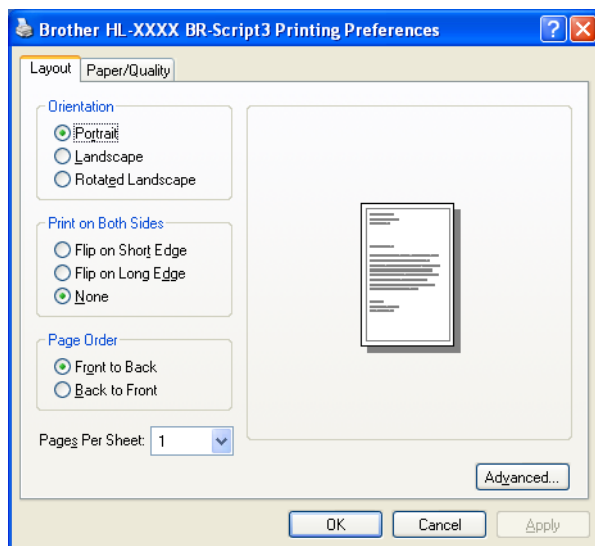 Brother HL-XXXX BR-Script3 Printing Preferences
Layout
Paper/Quality
Orientation
Portrait
Landscape
Rotated Landscape
Print on Both Sides
Flip on Short Edge
Flip on Long Edge
None
Page Order
Front to Back
Back to Front
Pages Per Sheet: 1
Advanced...
OK
Cancel
Apply